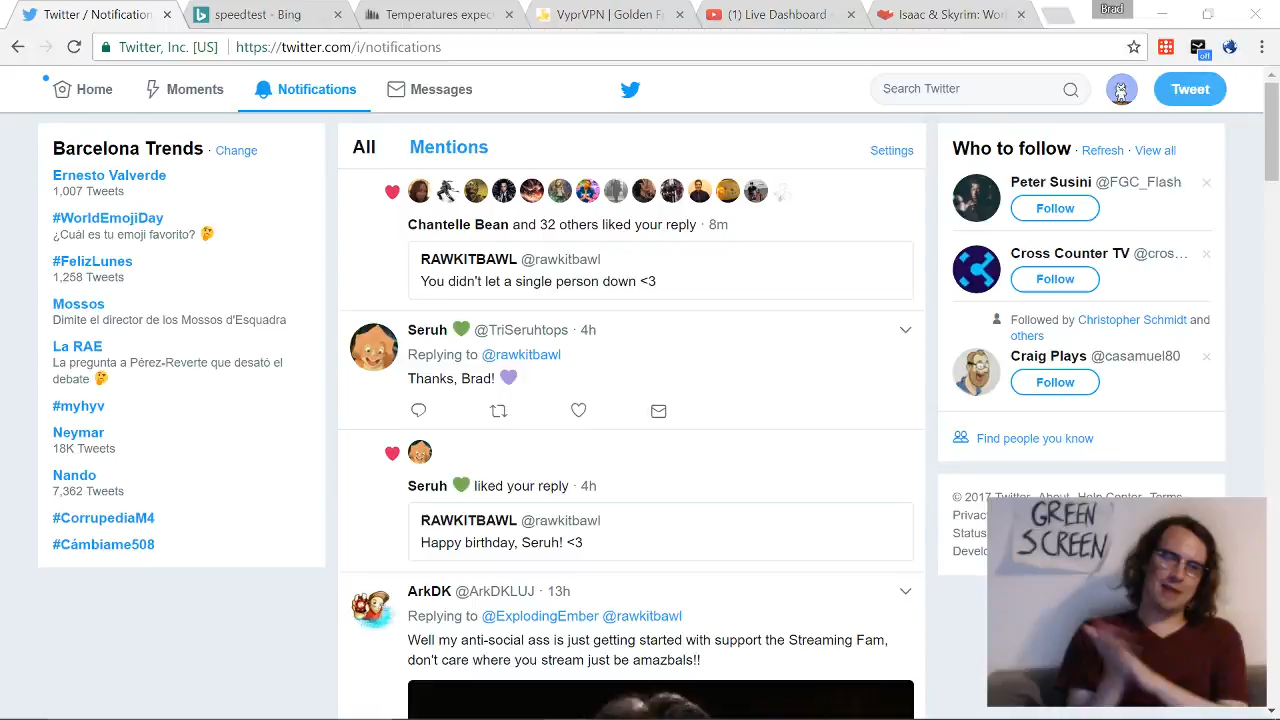 Brad
Twitter / Notification
speedtest - Bing
Temperature expect
VyprVPN | Golden F
(1) Live Dashboard
Isaac & Skyrim: Wor
Twitter, Inc. [US]
https://twitter.com/i/notifications
off
Home
Moments
Notifications
Messages
Search Twitter
Tweet
Barcelona Trends · Change
Ernesto Valverde
1,007 Tweets
#WorldEmojiDay
¿Cuál es tu emoji favorito? 🤔
#FelizLunes
1,258 Tweets
Mossos
Dimite el director de los Mossos d'Esquadra
La RAE
La pregunta a Pérez-Reverte que desató el
debate 🤔
#myhyv
Neymar
18K Tweets
Nando
7,362 Tweets
#CorrupediaM4
#Cámbiame508
All
Mentions
Settings
Chantelle Bean and 32 others liked your reply · 8m
RAWKITBAWL @rawkitbawl
You didn't let a single person down <3
Seruh 💚 @TriSeruhtops · 4h
Replying to @rawkitbawl
Thanks, Brad! 💜
Seruh 💚 liked your reply · 4h
RAWKITBAWL @rawkitbawl
Happy birthday, Seruh! <3
ArkDK @ArkDKLUJ · 13h
Replying to @ExplodingEmber @rawkitbawl
Well my anti-social ass is just getting started with support the Streaming Fam,
don't care where you stream just be amazbals!!
Who to follow · Refresh · View all
Peter Susini @FGC_Flash
Follow
Cross Counter TV @cros...
Follow
Followed by Christopher Schmidt and
others
Craig Plays @casamuel80
Follow
Find people you know
© 2017 Twitter About Help Center Terms
Privac
Status
Develo
GREEN
SCREEN